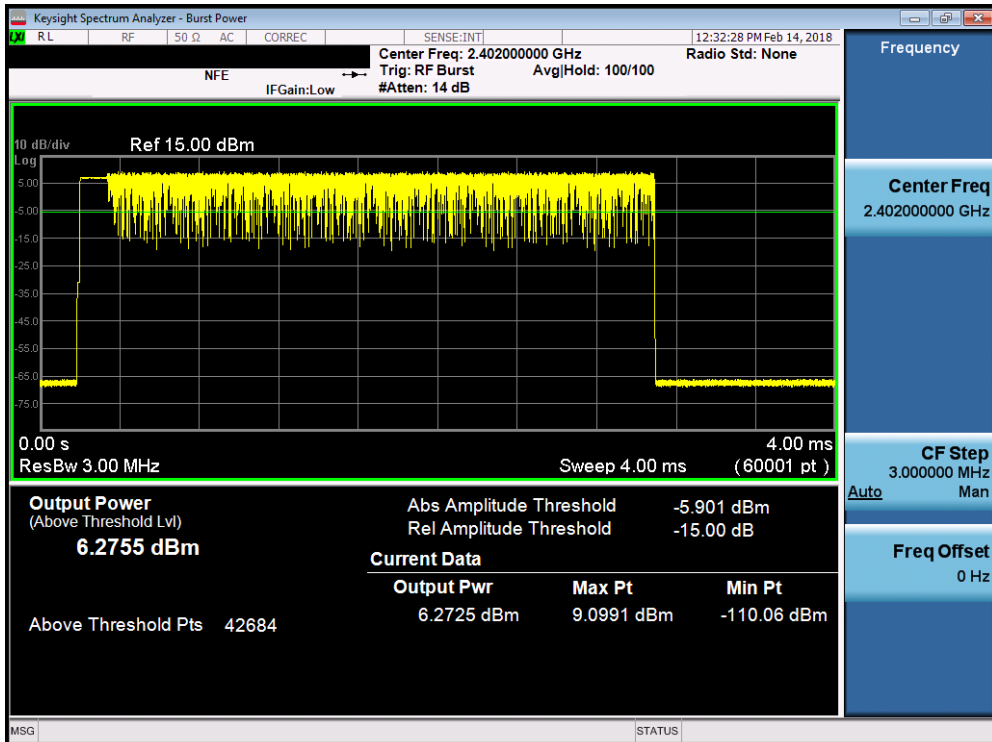 Keysight Spectrum Analyzer - Burst Power
LXI RL RF 50 Ω AC CORREC SENSE:INT 12:32:28 PM Feb 14, 2018
Center Freq: 2.402000000 GHz Radio Std: None
NFE Trig: RF Burst Avg|Hold: 100/100
IFGain:Low #Atten: 14 dB
10 dB/div Ref 15.00 dBm
Log
5.00
-5.00
-15.0
-25.0
-35.0
-45.0
-55.0
-65.0
-75.0
0.00 s 4.00 ms
ResBw 3.00 MHz Sweep 4.00 ms (60001 pt )
Output Power
(Above Threshold Lvl)
6.2755 dBm
Above Threshold Pts 42684
Abs Amplitude Threshold -5.901 dBm
Rel Amplitude Threshold -15.00 dB
Current Data
Output Pwr Max Pt Min Pt
6.2725 dBm 9.0991 dBm -110.06 dBm
Frequency
Center Freq
2.402000000 GHz
CF Step
3.000000 MHz
Auto Man
Freq Offset
0 Hz
MSG STATUS